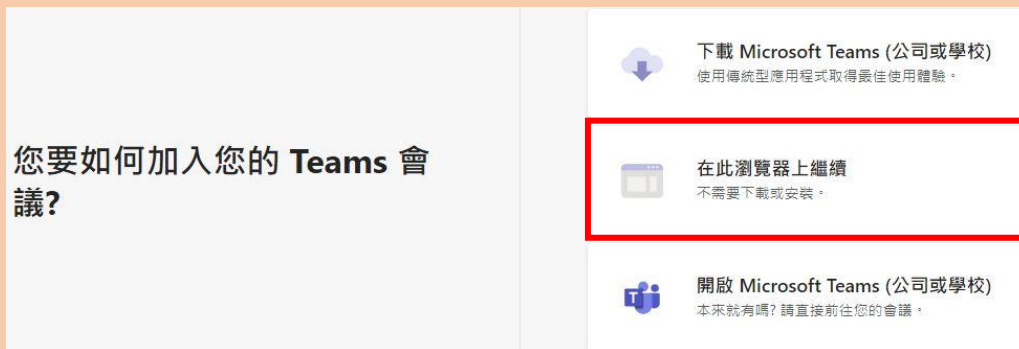 您要如何加入您的 Teams 會
議?
下載 Microsoft Teams (公司或學校)
使用傳統型應用程式取得最佳使用體驗。
在此瀏覽器上繼續
不需要下載或安裝。
開啟 Microsoft Teams (公司或學校)
本來就有嗎? 請直接前往您的會議。